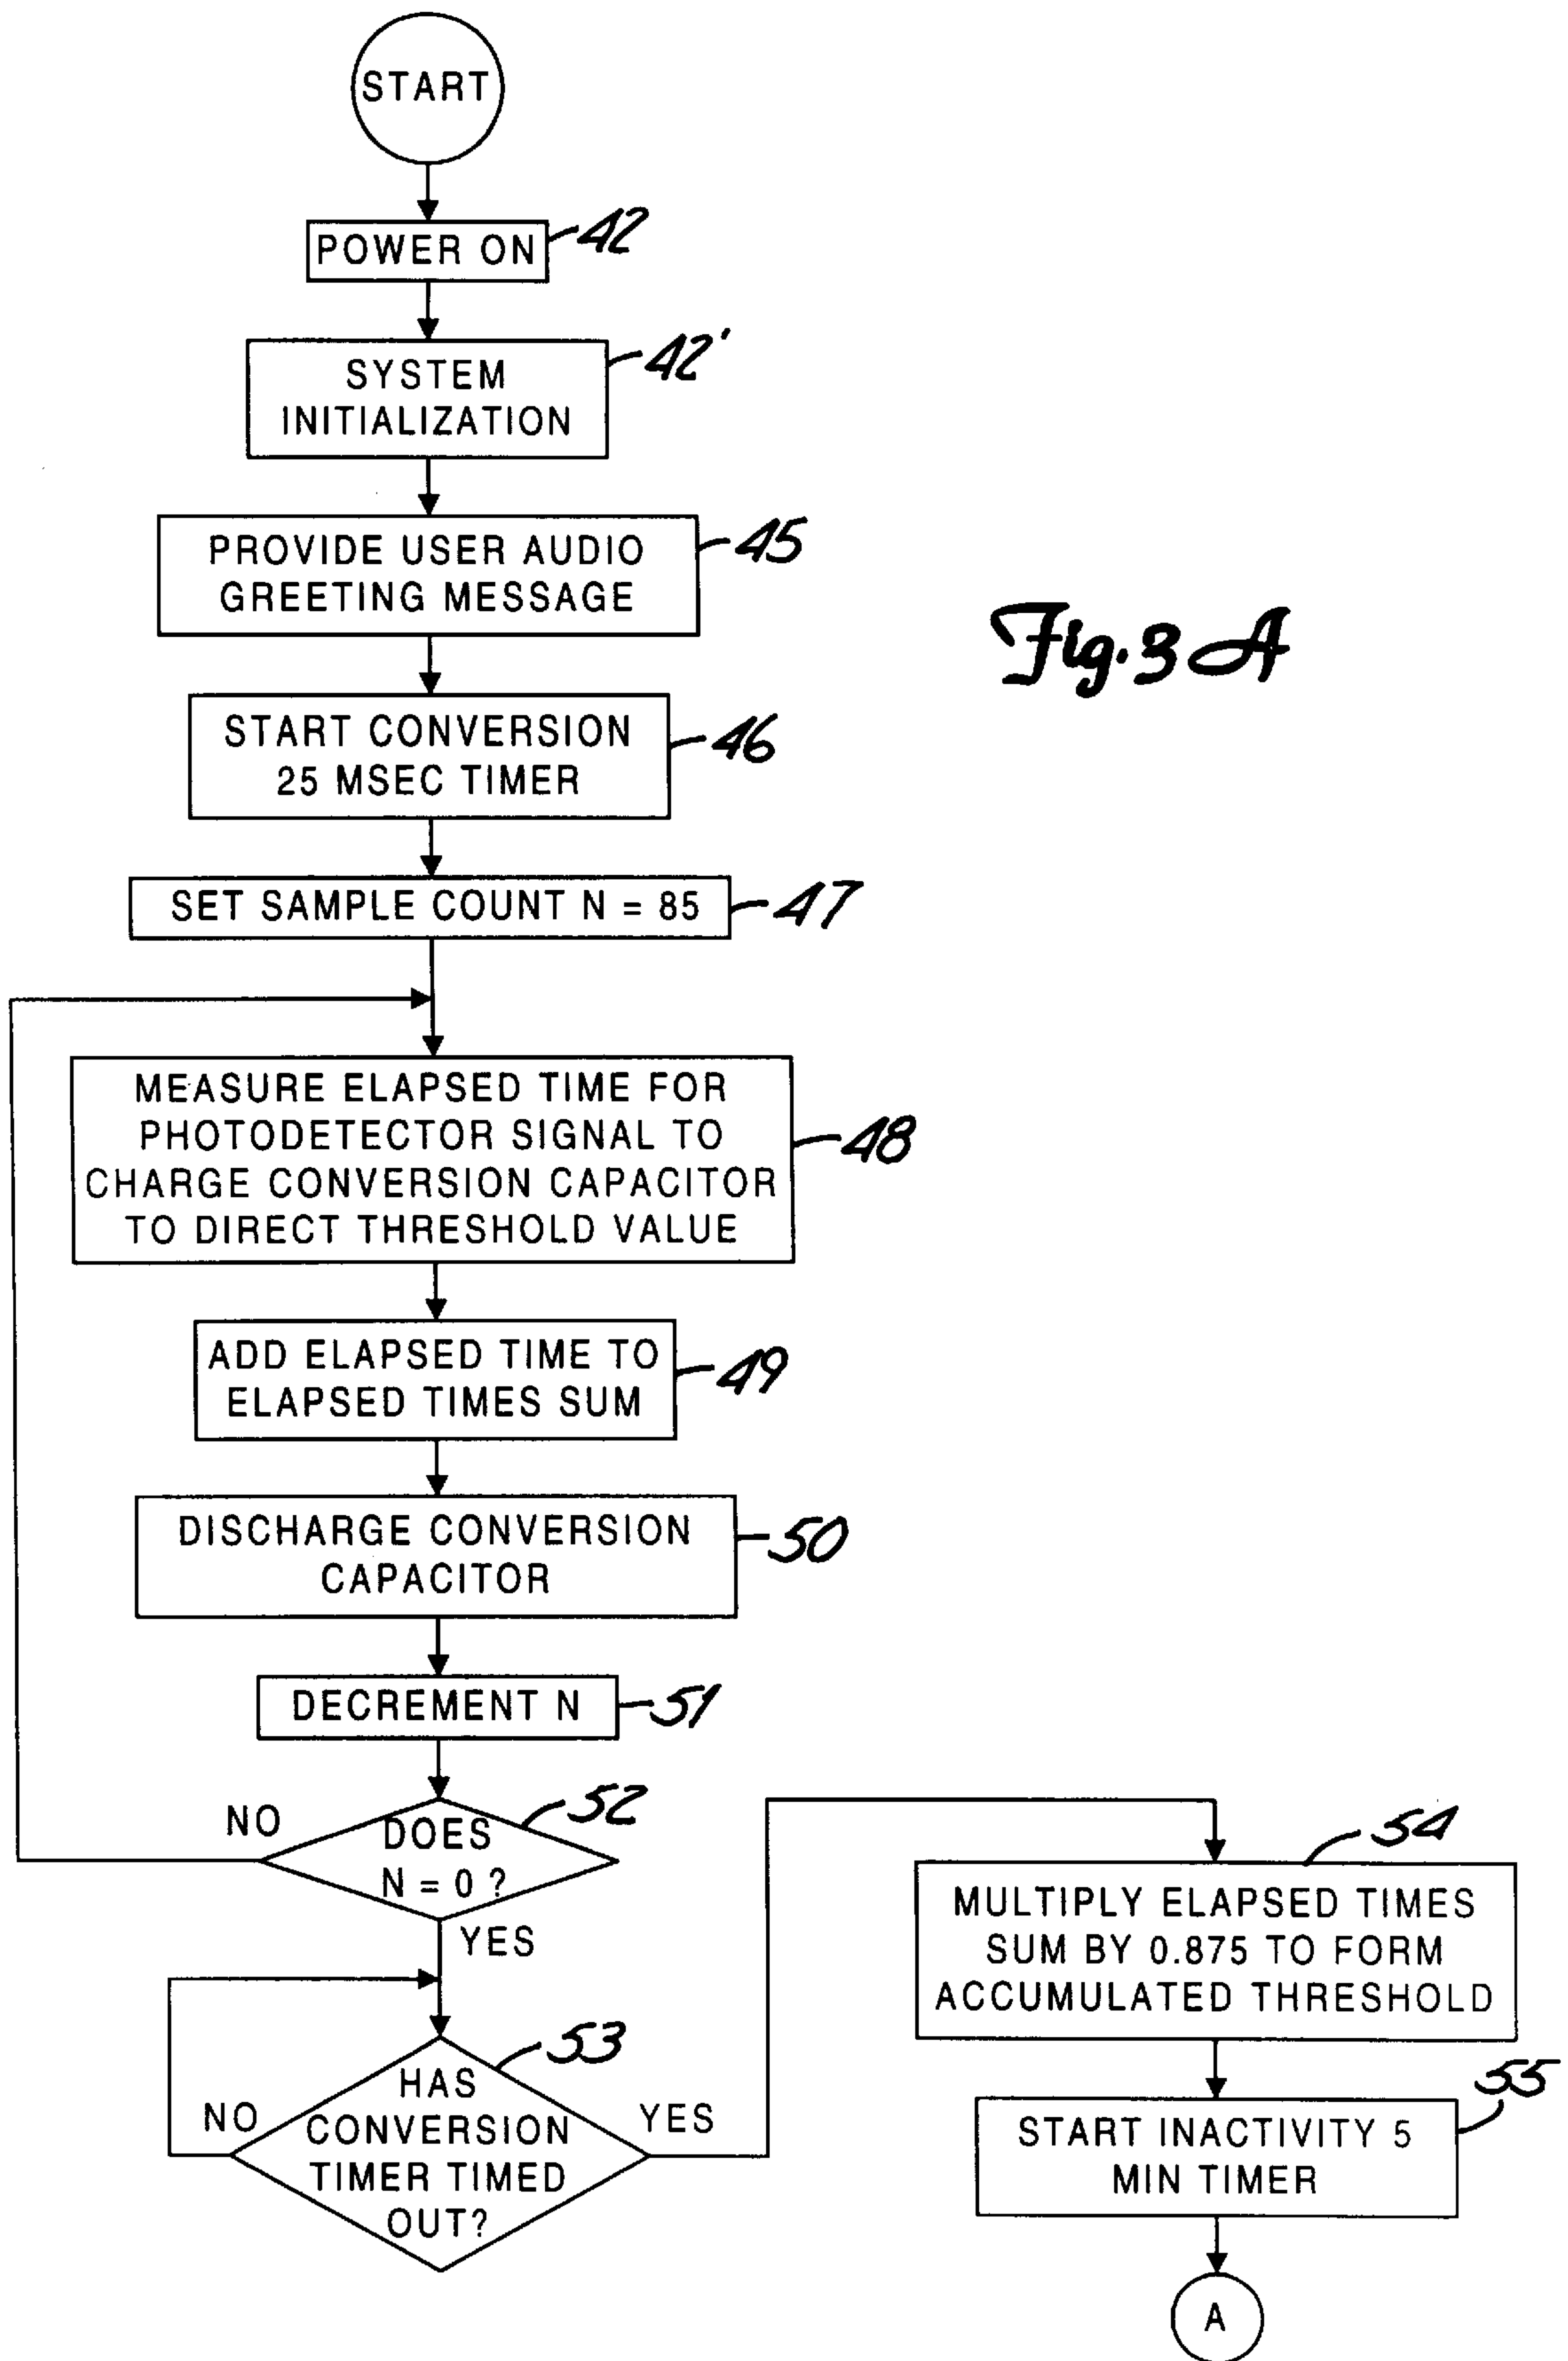 START
POWER ON
42
SYSTEM
INITIALIZATION
42'
PROVIDE USER AUDIO
GREETING MESSAGE
45
Fig. 3A
START CONVERSION
25 MSEC TIMER
46
SET SAMPLE COUNT N = 85
47
MEASURE ELAPSED TIME FOR
PHOTODETECTOR SIGNAL TO
CHARGE CONVERSION CAPACITOR
TO DIRECT THRESHOLD VALUE
48
ADD ELAPSED TIME TO
ELAPSED TIMES SUM
49
DISCHARGE CONVERSION
CAPACITOR
50
DECREMENT N
51
DOES
N = 0 ?
52
NO
YES
HAS
CONVERSION
TIMER TIMED
OUT?
53
NO
YES
54
MULTIPLY ELAPSED TIMES
SUM BY 0.875 TO FORM
ACCUMULATED THRESHOLD
55
START INACTIVITY 5
MIN TIMER
A